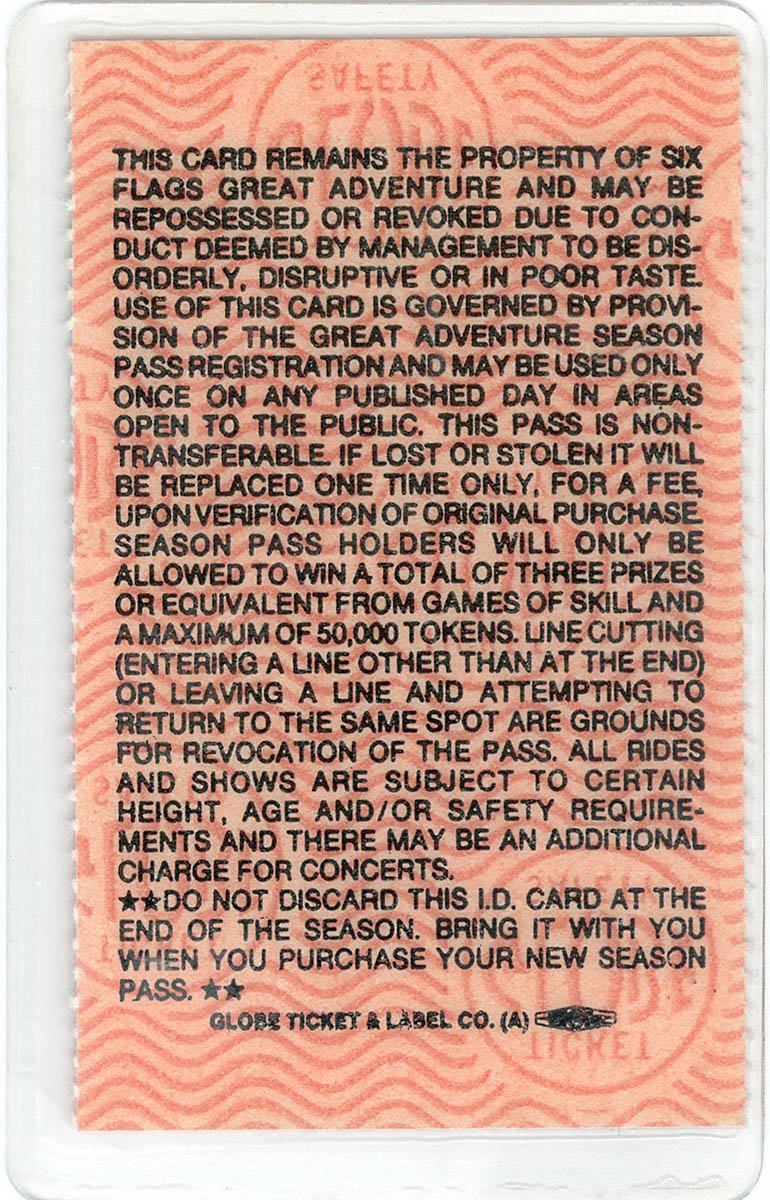 SAFETY
GLOBE
THIS CARD REMAINS THE PROPERTY OF SIX
FLAGS GREAT ADVENTURE AND MAY BE
REPOSSESSED OR REVOKED DUE TO CON-
DUCT DEEMED BY MANAGEMENT TO BE DIS-
ORDERLY, DISRUPTIVE OR IN POOR TASTE.
USE OF THIS CARD IS GOVERNED BY PROVI-
SION OF THE GREAT ADVENTURE SEASON
PASS REGISTRATION AND MAY BE USED ONLY
ONCE ON ANY PUBLISHED DAY IN AREAS
OPEN TO THE PUBLIC. THIS PASS IS NON-
TRANSFERABLE. IF LOST OR STOLEN IT WILL
BE REPLACED ONE TIME ONLY, FOR A FEE,
UPON VERIFICATION OF ORIGINAL PURCHASE.
SEASON PASS HOLDERS WILL ONLY BE
ALLOWED TO WIN A TOTAL OF THREE PRIZES
OR EQUIVALENT FROM GAMES OF SKILL AND
A MAXIMUM OF 50,000 TOKENS. LINE CUTTING
(ENTERING A LINE OTHER THAN AT THE END)
OR LEAVING A LINE AND ATTEMPTING TO
RETURN TO THE SAME SPOT ARE GROUNDS
FOR REVOCATION OF THE PASS. ALL RIDES
AND SHOWS ARE SUBJECT TO CERTAIN
HEIGHT, AGE AND/OR SAFETY REQUIRE-
MENTS AND THERE MAY BE AN ADDITIONAL
CHARGE FOR CONCERTS.
★★DO NOT DISCARD THIS I.D. CARD AT THE
END OF THE SEASON. BRING IT WITH YOU
WHEN YOU PURCHASE YOUR NEW SEASON
PASS. ★★
GLOBE TICKET & LABEL CO. (A)
TICKET